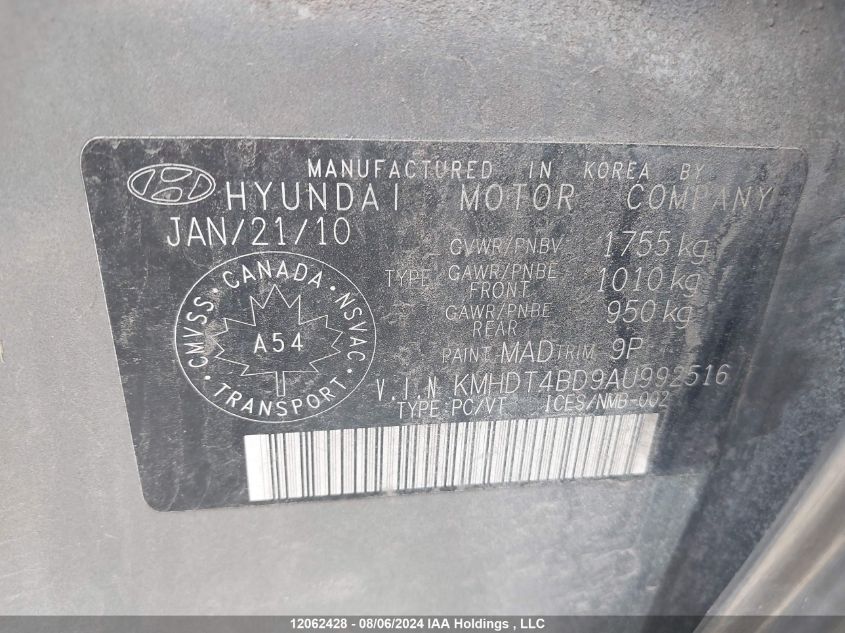 MANUFACTURED IN KOREA BY
HYUNDAI MOTOR COMPANY
JAN/21/10
GVWR/PNBV 1755 kg
TYPE GAWR/PNBE FRONT 1010 kg
GAWR/PNBE REAR 950 kg
PAINT MAD TRIM 9P
V.I.N KMHDT4BD9AU992516
TYPE:PC/VT ICES/NMB-002
CANADA · NSVAC · TRANSPORT · CMVSS ·
A54
12062428 - 08/06/2024 IAA Holdings , LLC